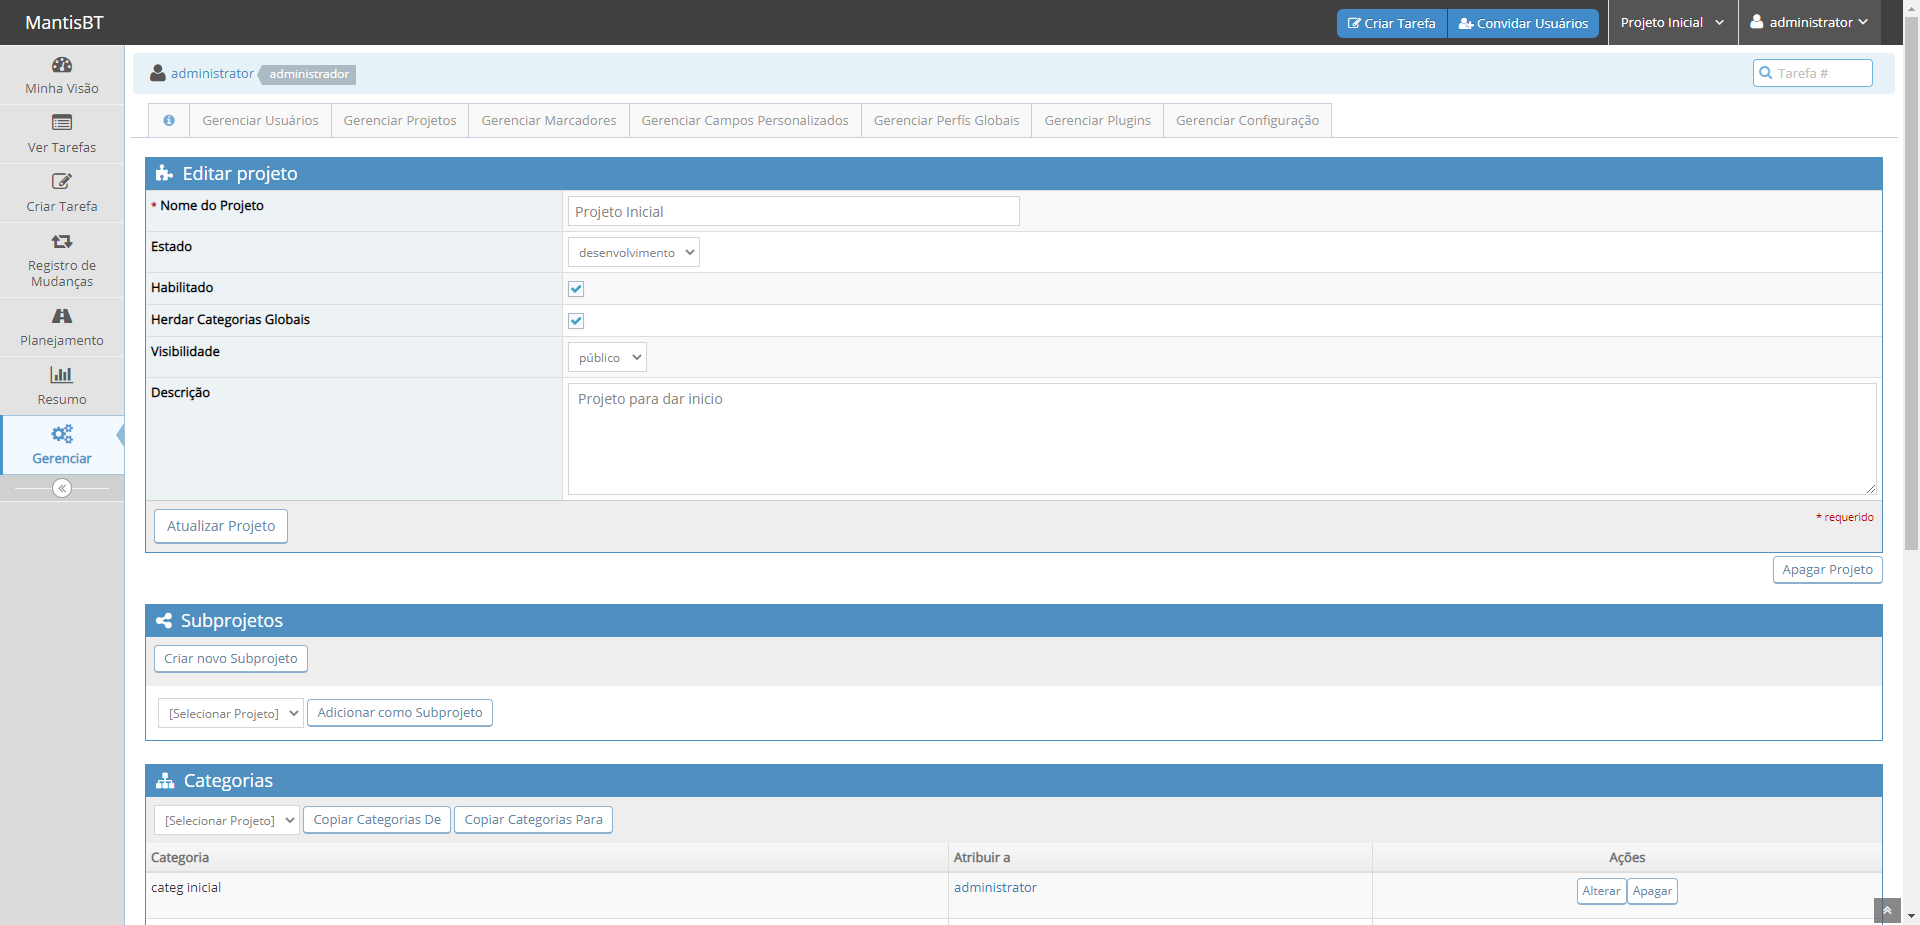 MantisBT
Criar Tarefa
Convidar Usuários
Projeto Inicial
administrator
Minha Visão
Ver Tarefas
Criar Tarefa
Registro de
Mudanças
Planejamento
Resumo
Gerenciar
administrator
administrador
Tarefa #
Gerenciar Usuários
Gerenciar Projetos
Gerenciar Marcadores
Gerenciar Campos Personalizados
Gerenciar Perfís Globais
Gerenciar Plugins
Gerenciar Configuração
Editar projeto
* Nome do Projeto
Projeto Inicial
Estado
desenvolvimento
Habilitado
Herdar Categorias Globais
Visibilidade
público
Descrição
Projeto para dar inicio
Atualizar Projeto
* requerido
Apagar Projeto
Subprojetos
Criar novo Subprojeto
[Selecionar Projeto]
Adicionar como Subprojeto
Categorias
[Selecionar Projeto]
Copiar Categorias De
Copiar Categorias Para
Categoria
Atribuir a
Ações
categ inicial
administrator
Alterar
Apagar